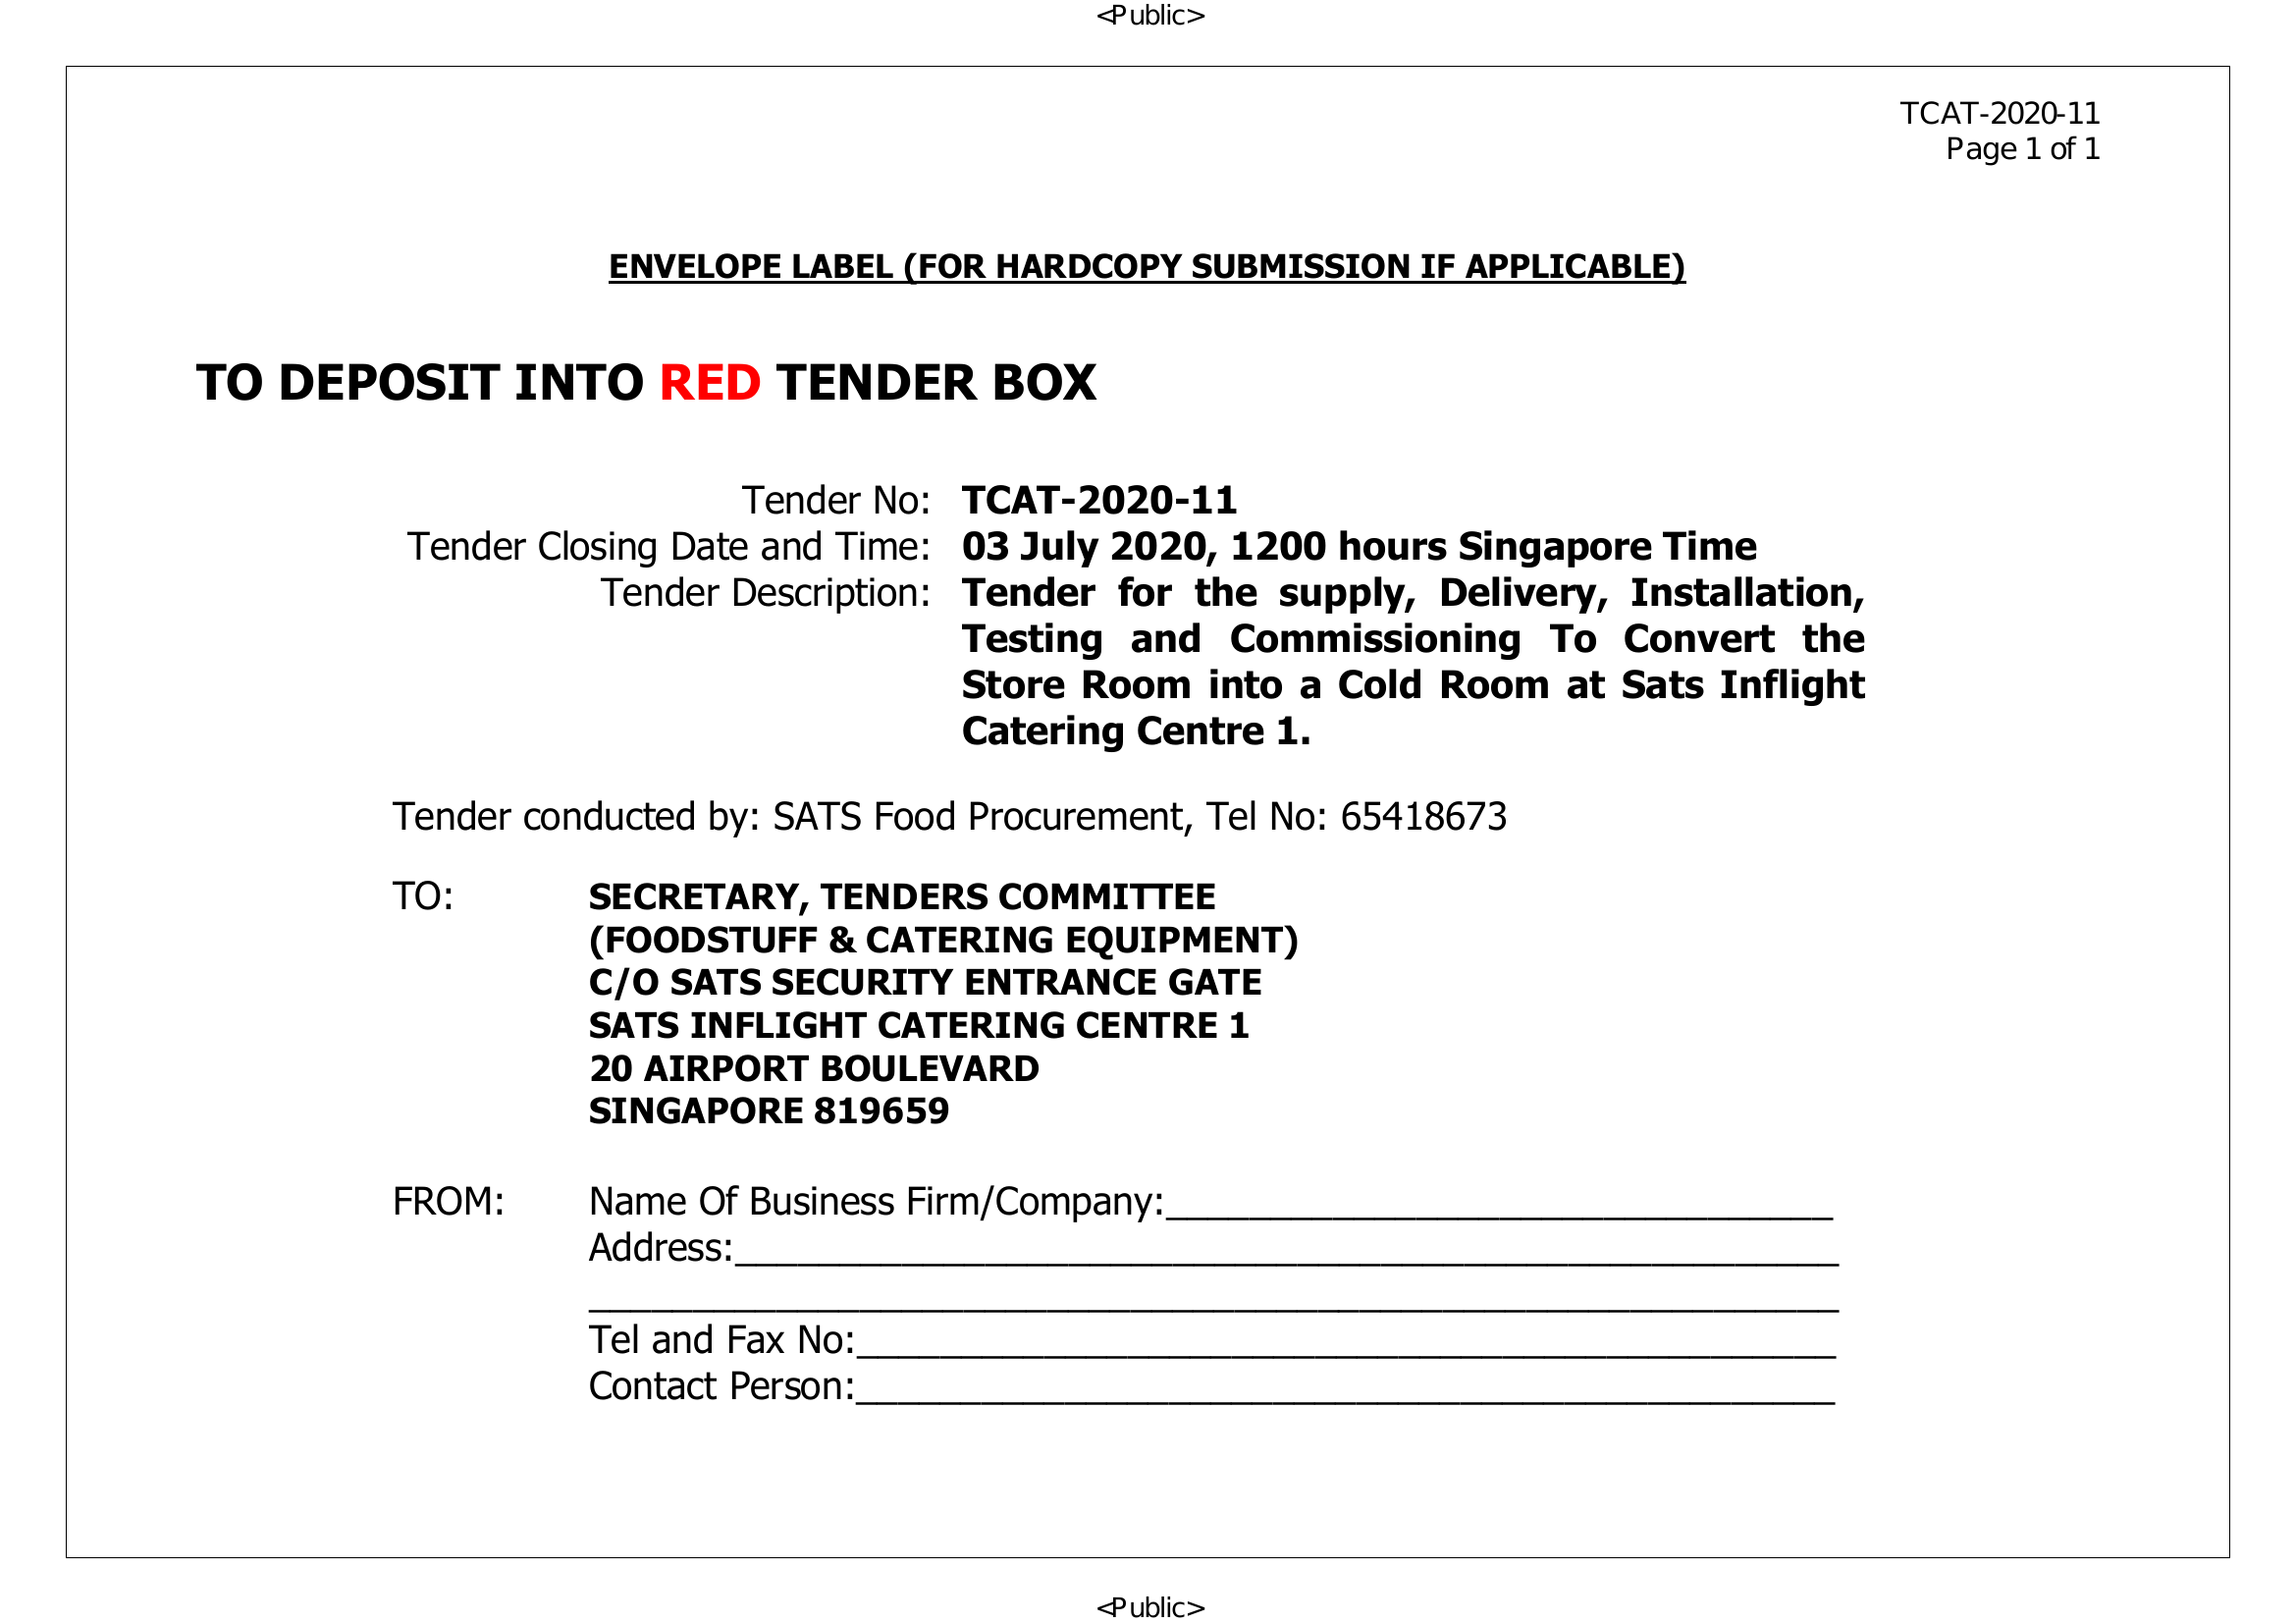 <Public>
TCAT-2020-11
Page 1 of 1
ENVELOPE LABEL (FOR HARDCOPY SUBMISSION IF APPLICABLE)
TO DEPOSIT INTO RED TENDER BOX
Tender No: TCAT-2020-11
Tender Closing Date and Time: 03 July 2020, 1200 hours Singapore Time
Tender Description: Tender for the supply, Delivery, Installation,
Testing and Commissioning To Convert the
Store Room into a Cold Room at Sats Inflight
Catering Centre 1.
Tender conducted by: SATS Food Procurement, Tel No: 65418673
TO: SECRETARY, TENDERS COMMITTEE
(FOODSTUFF & CATERING EQUIPMENT)
C/O SATS SECURITY ENTRANCE GATE
SATS INFLIGHT CATERING CENTRE 1
20 AIRPORT BOULEVARD
SINGAPORE 819659
FROM: Name Of Business Firm/Company:________________________________
Address:_____________________________________________________
____________________________________________________________
Tel and Fax No:_______________________________________________
Contact Person:_______________________________________________
<Public>